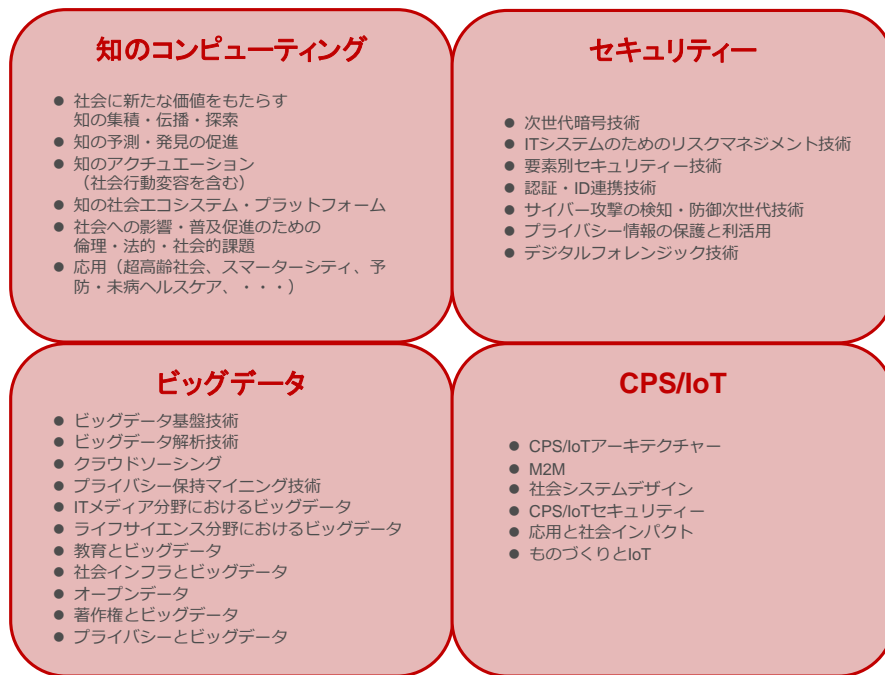 知のコンピューティング
● 社会に新たな価値をもたらす
知の集積・伝播・探索
● 知の予測・発見の促進
● 知のアクチュエーション
（社会行動変容を含む）
● 知の社会エコシステム・プラットフォーム
● 社会への影響・普及促進のための
倫理・法的・社会的課題
● 応用（超高齢社会、スマーターシティ、予
防・未病ヘルスケア、・・・）
セキュリティー
● 次世代暗号技術
● ITシステムのためのリスクマネジメント技術
● 要素別セキュリティー技術
● 認証・ID連携技術
● サイバー攻撃の検知・防御次世代技術
● プライバシー情報の保護と利活用
● デジタルフォレンジック技術
ビッグデータ
● ビッグデータ基盤技術
● ビッグデータ解析技術
● クラウドソーシング
● プライバシー保持マイニング技術
● ITメディア分野におけるビッグデータ
● ライフサイエンス分野におけるビッグデータ
● 教育とビッグデータ
● 社会インフラとビッグデータ
● オープンデータ
● 著作権とビッグデータ
● プライバシーとビッグデータ
CPS/IoT
● CPS/IoTアーキテクチャー
● M2M
● 社会システムデザイン
● CPS/IoTセキュリティー
● 応用と社会インパクト
● ものづくりとIoT